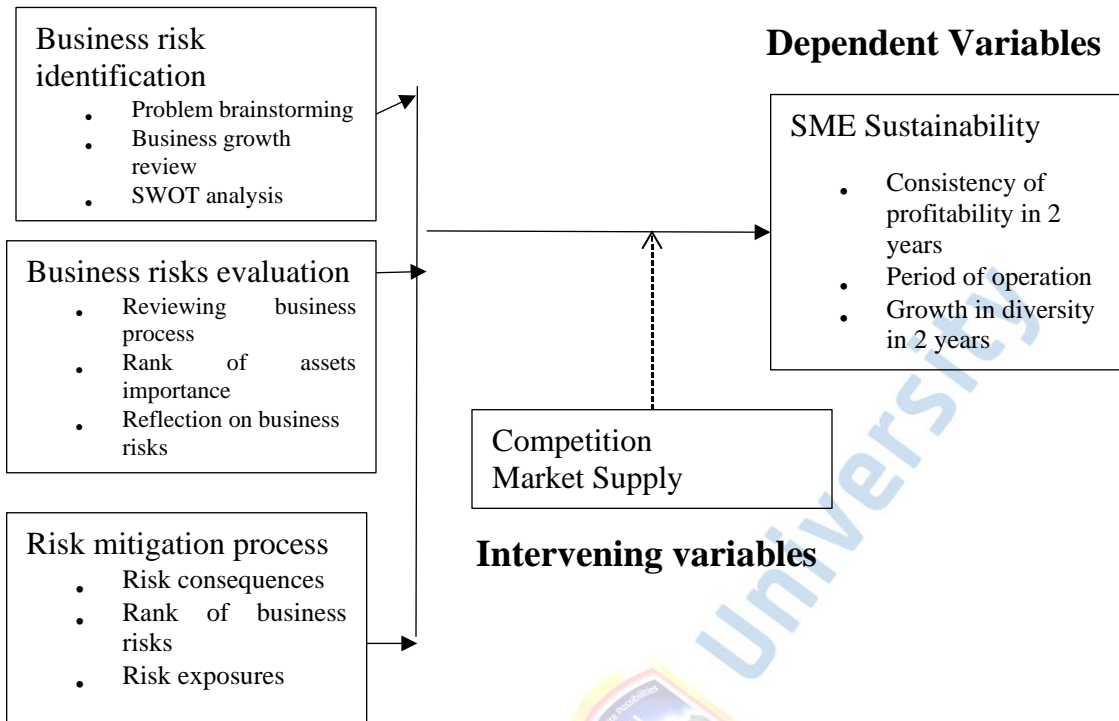 Business risk
identification
• Problem brainstorming
• Business growth
review
• SWOT analysis
Business risks evaluation
• Reviewing business
process
• Rank of assets
importance
• Reflection on business
risks
Risk mitigation process
• Risk consequences
• Rank of business
risks
• Risk exposures
Dependent Variables
SME Sustainability
• Consistency of
profitability in 2
years
• Period of operation
• Growth in diversity
in 2 years
Competition
Market Supply
Intervening variables
University
Possibilities